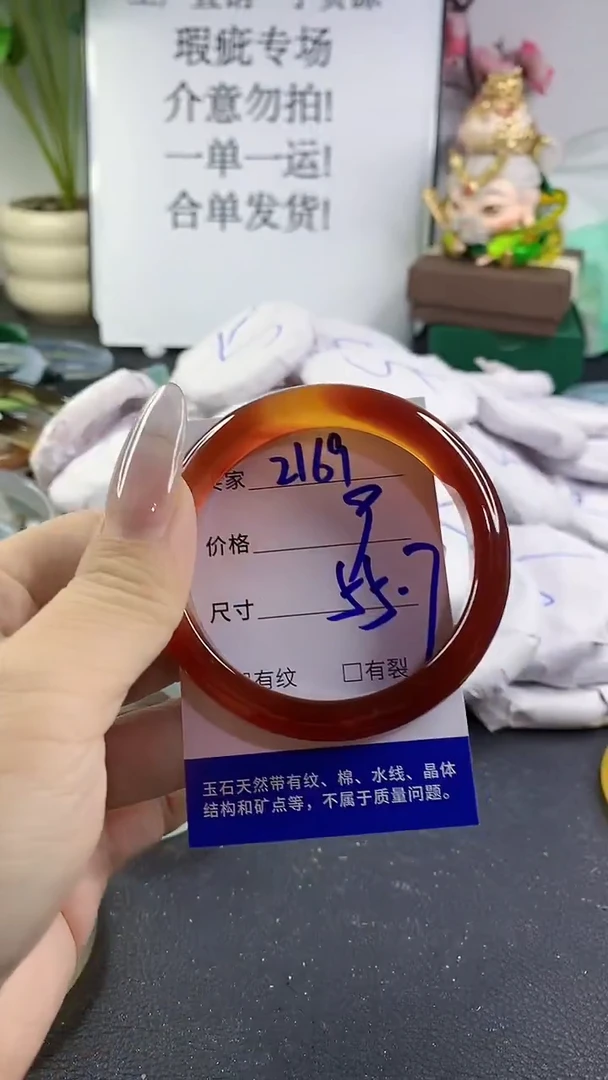 瑕疵专场
介意勿拍!
一单一运!
合单发货!
家 2169
价格
尺寸 55.7
有纹 □有裂
玉石天然带有纹、棉、水线、晶体
结构和矿点等，不属于质量问题。